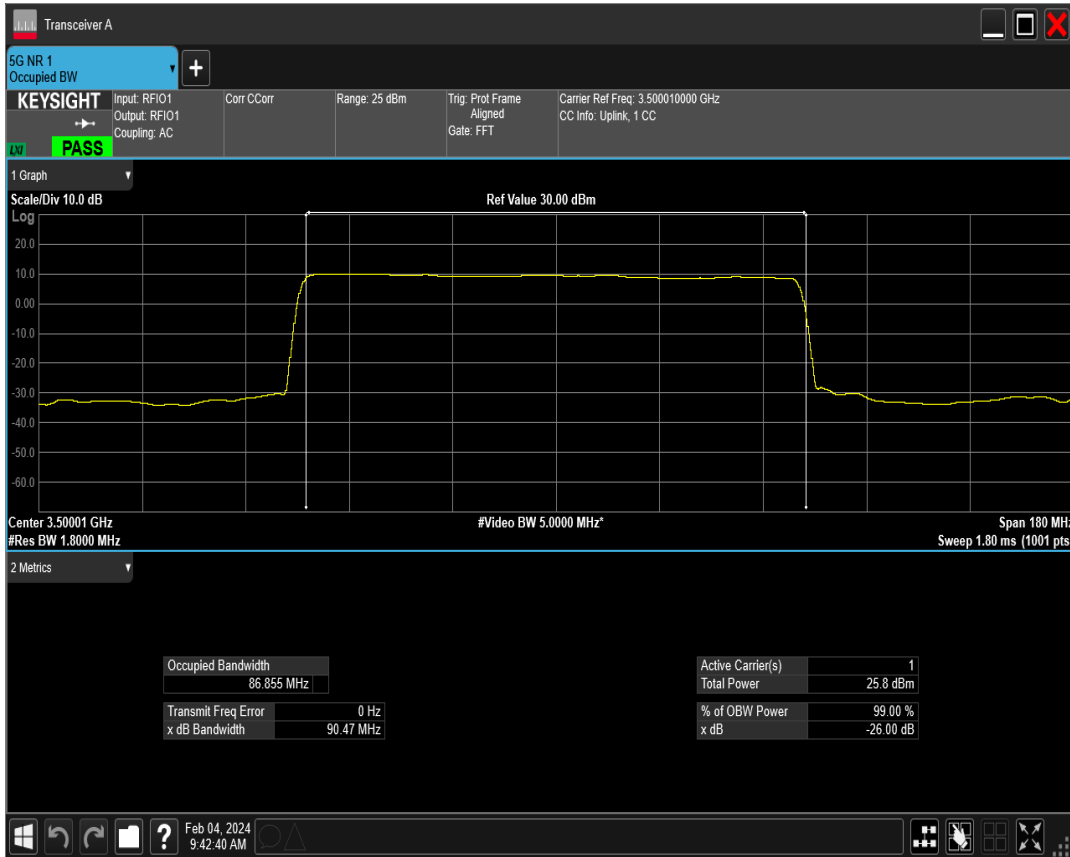 Transceiver A
5G NR 1
Occupied BW
KEYSIGHT
Input: RFIO1
Output: RFIO1
Coupling: AC
Corr CCorr
Range: 25 dBm
Trig: Prot Frame
Aligned
Gate: FFT
Carrier Ref Freq: 3.500010000 GHz
CC Info: Uplink, 1 CC
LXI
PASS
1 Graph
Scale/Div 10.0 dB
Ref Value 30.00 dBm
Log
20.0
10.0
0.00
-10.0
-20.0
-30.0
-40.0
-50.0
-60.0
Center 3.50001 GHz
#Video BW 5.0000 MHz*
Span 180 MHz
#Res BW 1.8000 MHz
Sweep 1.80 ms (1001 pts
2 Metrics
Occupied Bandwidth
86.855 MHz
Transmit Freq Error 0 Hz
x dB Bandwidth 90.47 MHz
Active Carrier(s) 1
Total Power 25.8 dBm
% of OBW Power 99.00 %
x dB -26.00 dB
?
Feb 04, 2024
9:42:40 AM